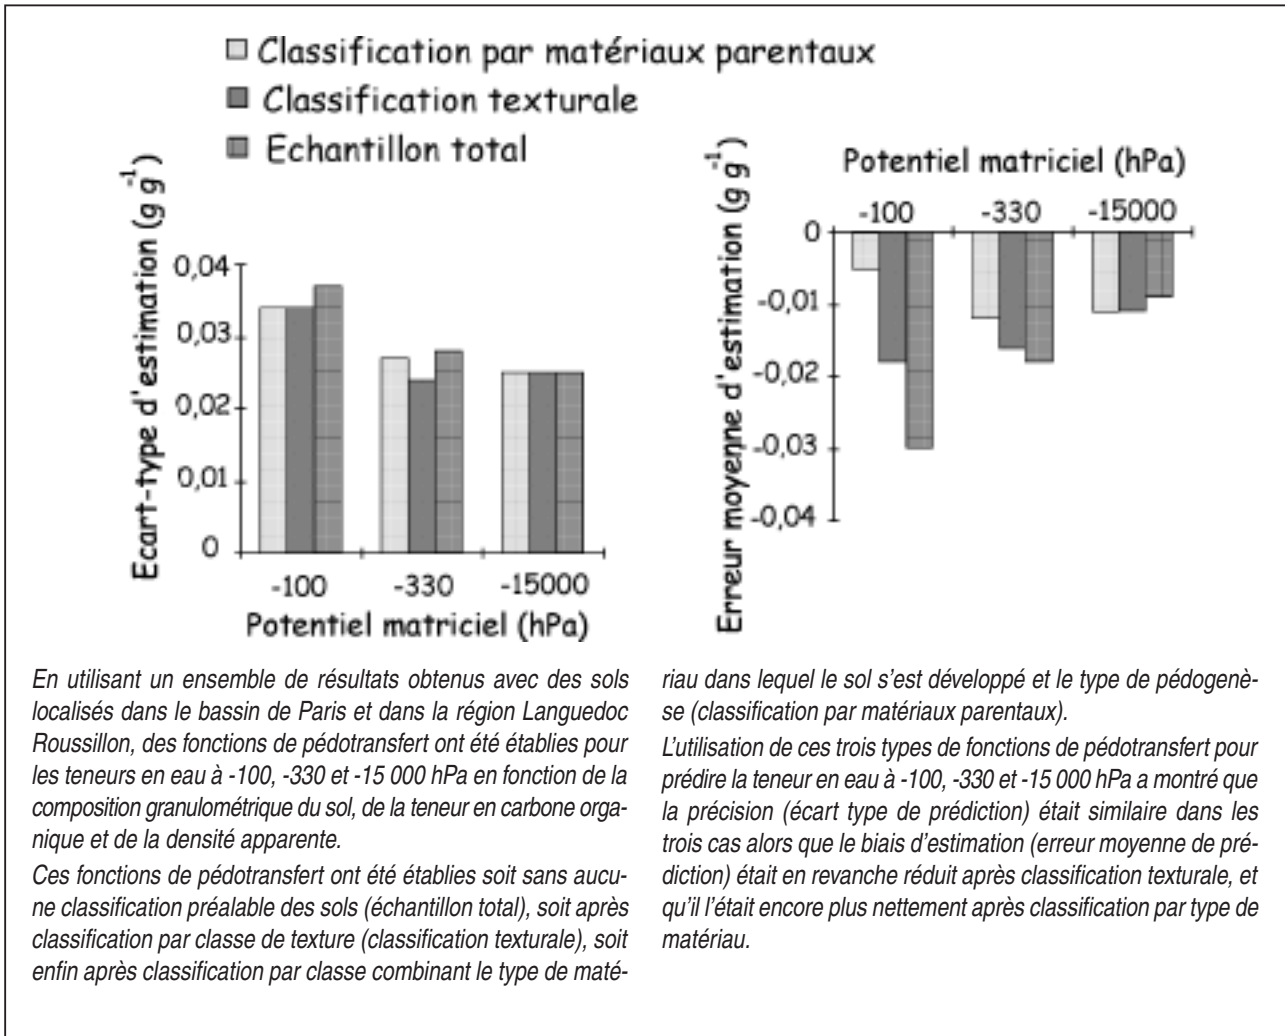 Classification par matériaux parentaux
Classification texturale
Echantillon total
Ecart-type d'estimation (g g⁻¹)
0,04
0,03
0,02
0,01
0
-100
-330
-15000
Potentiel matriciel (hPa)
Erreur moyenne d'estimation (g g⁻¹)
Potentiel matriciel (hPa)
-100
-330
-15000
0
-0,01
-0,02
-0,03
-0,04
En utilisant un ensemble de résultats obtenus avec des sols
localisés dans le bassin de Paris et dans la région Languedoc
Roussillon, des fonctions de pédotransfert ont été établies pour
les teneurs en eau à -100, -330 et -15 000 hPa en fonction de la
composition granulométrique du sol, de la teneur en carbone orga-
nique et de la densité apparente.
Ces fonctions de pédotransfert ont été établies soit sans aucu-
ne classification préalable des sols (échantillon total), soit après
classification par classe de texture (classification texturale), soit
enfin après classification par classe combinant le type de maté-
riau dans lequel le sol s'est développé et le type de pédogenè-
se (classification par matériaux parentaux).
L'utilisation de ces trois types de fonctions de pédotransfert pour
prédire la teneur en eau à -100, -330 et -15 000 hPa a montré que
la précision (écart type de prédiction) était similaire dans les
trois cas alors que le biais d'estimation (erreur moyenne de pré-
diction) était en revanche réduit après classification texturale, et
qu'il l'était encore plus nettement après classification par type de
matériau.